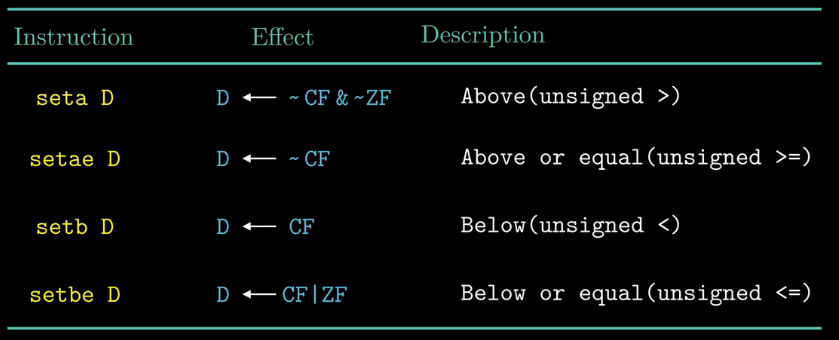 Instruction Effect Description
seta D D ⟵ ~CF & ~ZF Above(unsigned >)
setae D D ⟵ ~CF Above or equal(unsigned >=)
setb D D ⟵ CF Below(unsigned <)
setbe D D ⟵ CF|ZF Below or equal(unsigned <=)